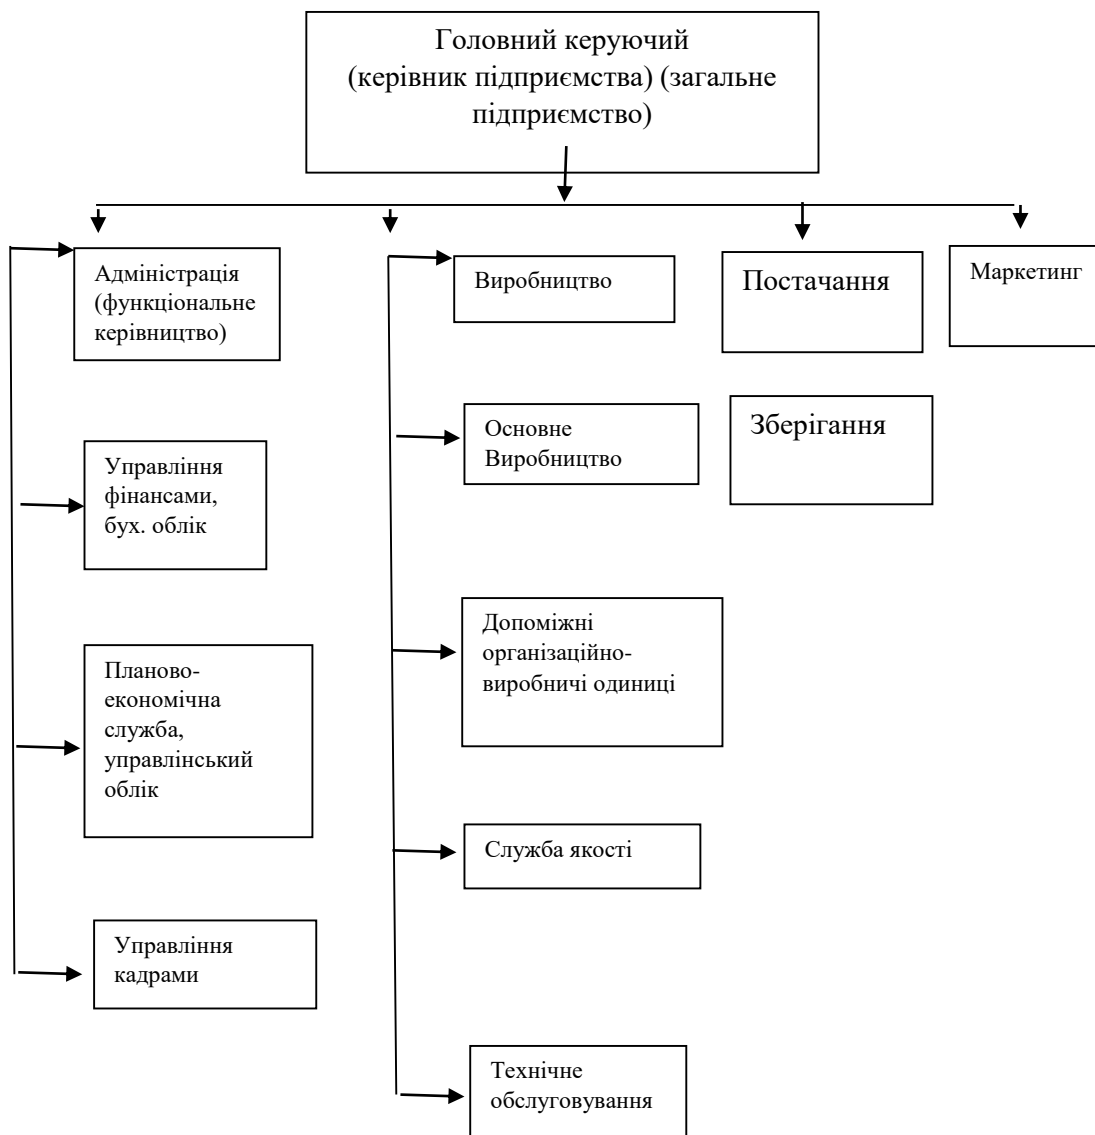 Головний керуючий
(керівник підприємства) (загальне
підприємство)
Адміністрація
(функціональне
керівництво)
Виробництво
Постачання
Маркетинг
Основне
Виробництво
Зберігання
Управління
фінансами,
бух. облік
Допоміжні
організаційно-
виробничі одиниці
Планово-
економічна
служба,
управлінський
облік
Служба якості
Управління
кадрами
Технічне
обслуговування